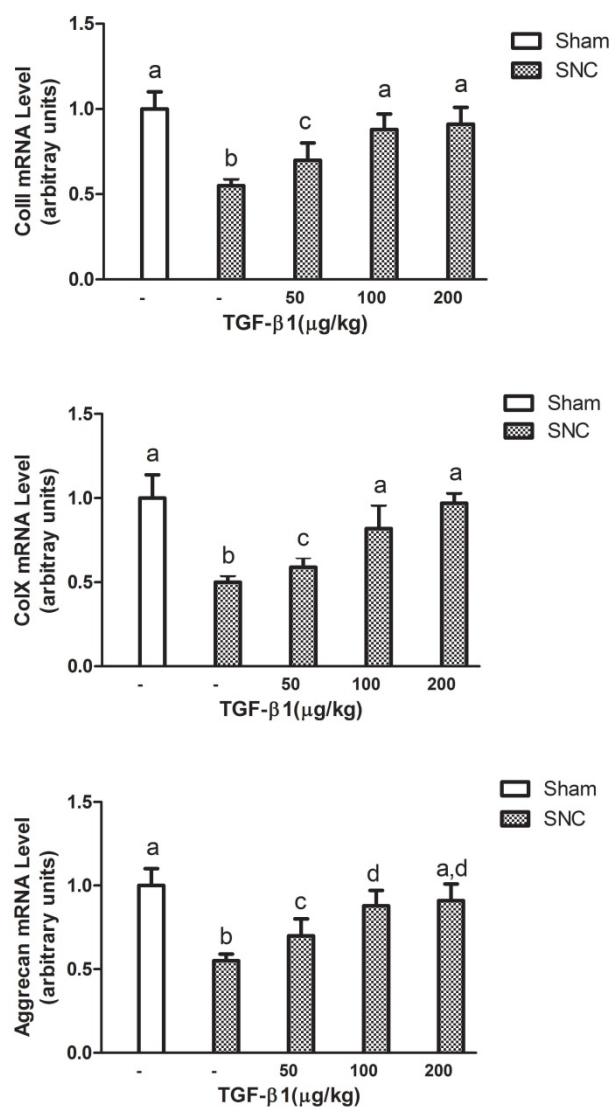 1.5
1.0
0.5
0.0
ColII mRNA Level
(arbitray units)
a
b
c
a
a
Sham
SNC
- - 50 100 200
TGF-β1(μg/kg)
1.5
1.0
0.5
0.0
ColX mRNA Level
(arbitray units)
a
b
c
a
a
Sham
SNC
- - 50 100 200
TGF-β1(μg/kg)
1.5
1.0
0.5
0.0
Aggrecan mRNA Level
(arbitrary units)
a
b
c
d
a,d
Sham
SNC
- - 50 100 200
TGF-β1(μg/kg)